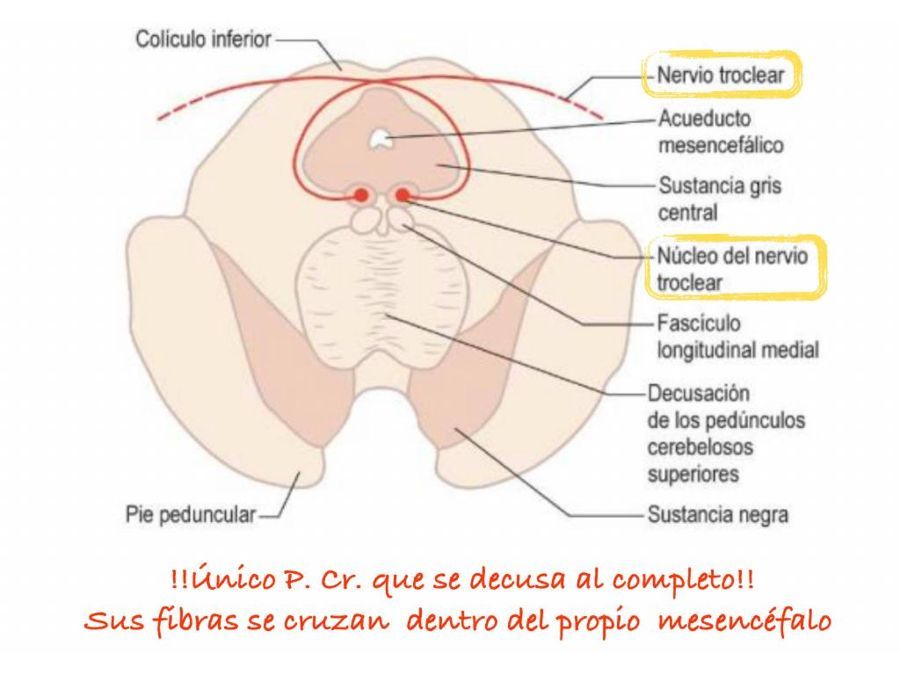 Colículo inferior
Nervio troclear
Acueducto
mesencefálico
Sustancia gris
central
Núcleo del nervio
troclear
Fascículo
longitudinal medial
Decusación
de los pedúnculos
cerebelosos
superiores
Pie peduncular
Sustancia negra
!!Único P. Cr. que se decusa al completo!!
Sus fibras se cruzan dentro del propio mesencéfalo